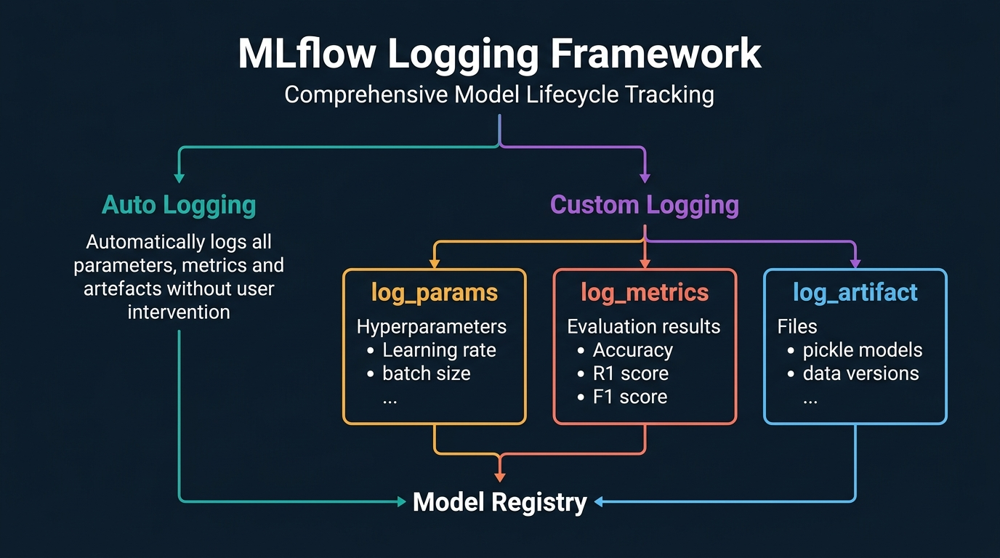 MLflow Logging Framework
Comprehensive Model Lifecycle Tracking
Auto Logging
Automatically logs all
parameters, metrics and
artefacts without user
intervention
Custom Logging
log_params
Hyperparameters
• Learning rate
• batch size
...
log_metrics
Evaluation results
• Accuracy
• R1 score
• F1 score
log_artifact
Files
• pickle models
• data versions
...
Model Registry